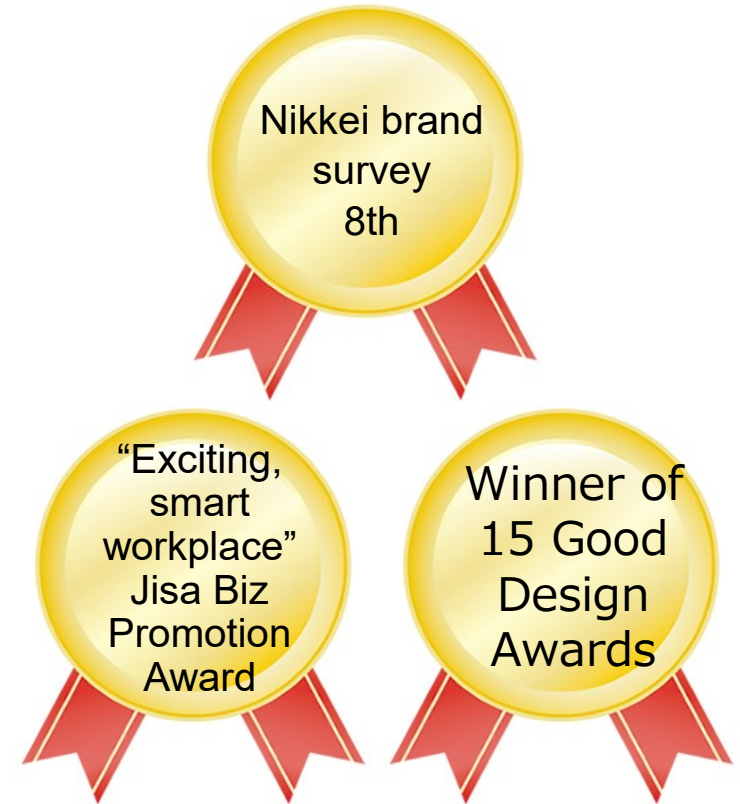 Nikkei brand
survey
8th
“Exciting,
smart
workplace”
Jisa Biz
Promotion
Award
Winner of
15 Good
Design
Awards